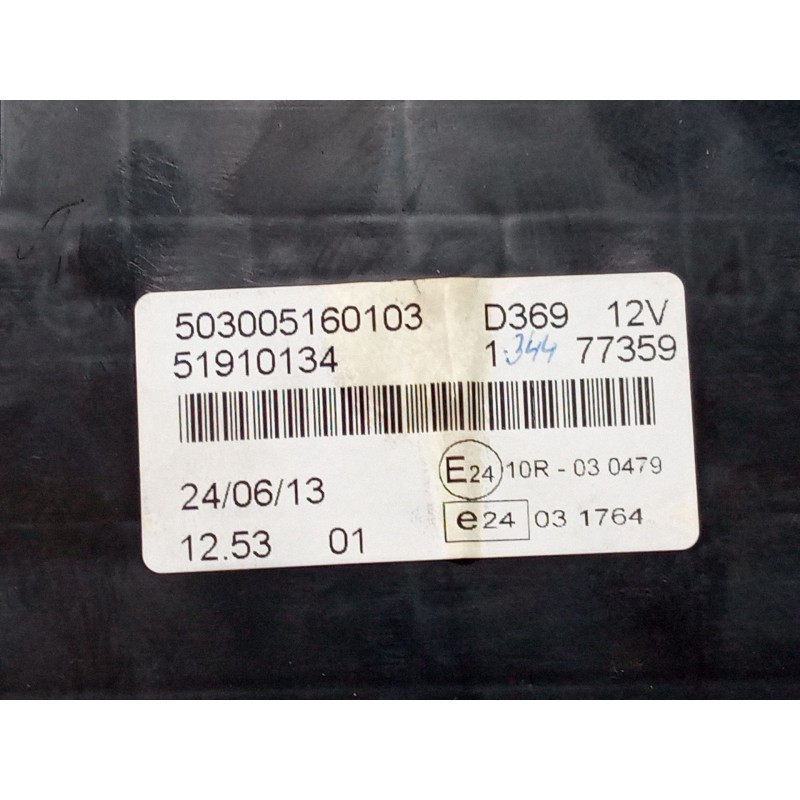 503005160103 D369 12V
51910134 1.344 77359
24/06/13 E24 10R - 03 0479
e24 03 1764
12.53 01